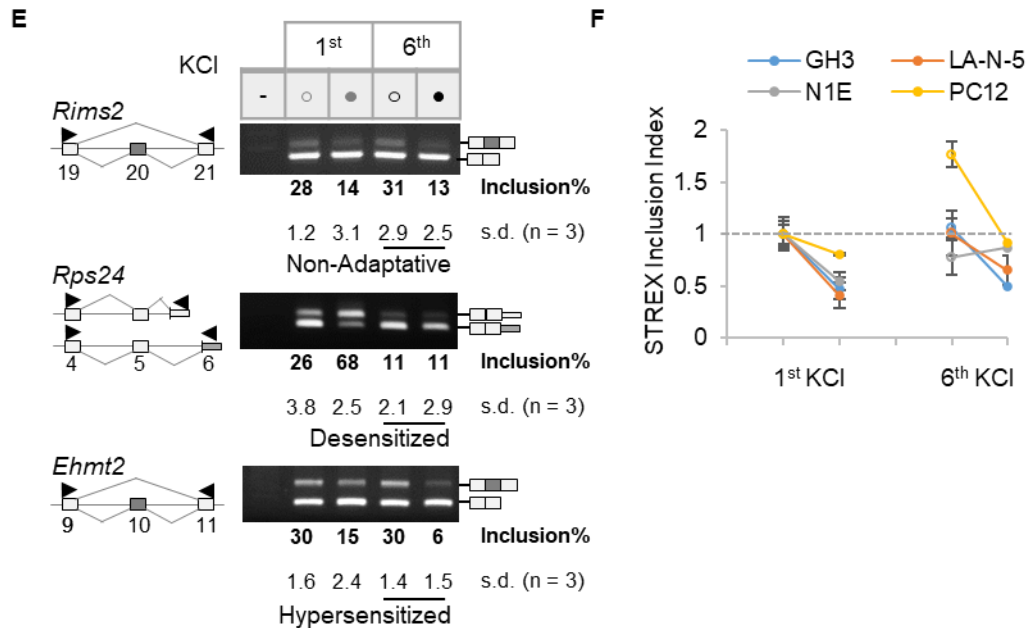 E
1st 6th
KCl
-
Rims2
19 20 21
28 14 31 13 Inclusion%
1.2 3.1 2.9 2.5 s.d. (n = 3)
Non-Adaptative
Rps24
4 5 6
26 68 11 11 Inclusion%
3.8 2.5 2.1 2.9 s.d. (n = 3)
Desensitized
Ehmt2
9 10 11
30 15 30 6 Inclusion%
1.6 2.4 1.4 1.5 s.d. (n = 3)
Hypersensitized
F
GH3 LA-N-5
N1E PC12
STREX Inclusion Index
2
1.5
1
0.5
0
1st KCl 6th KCl